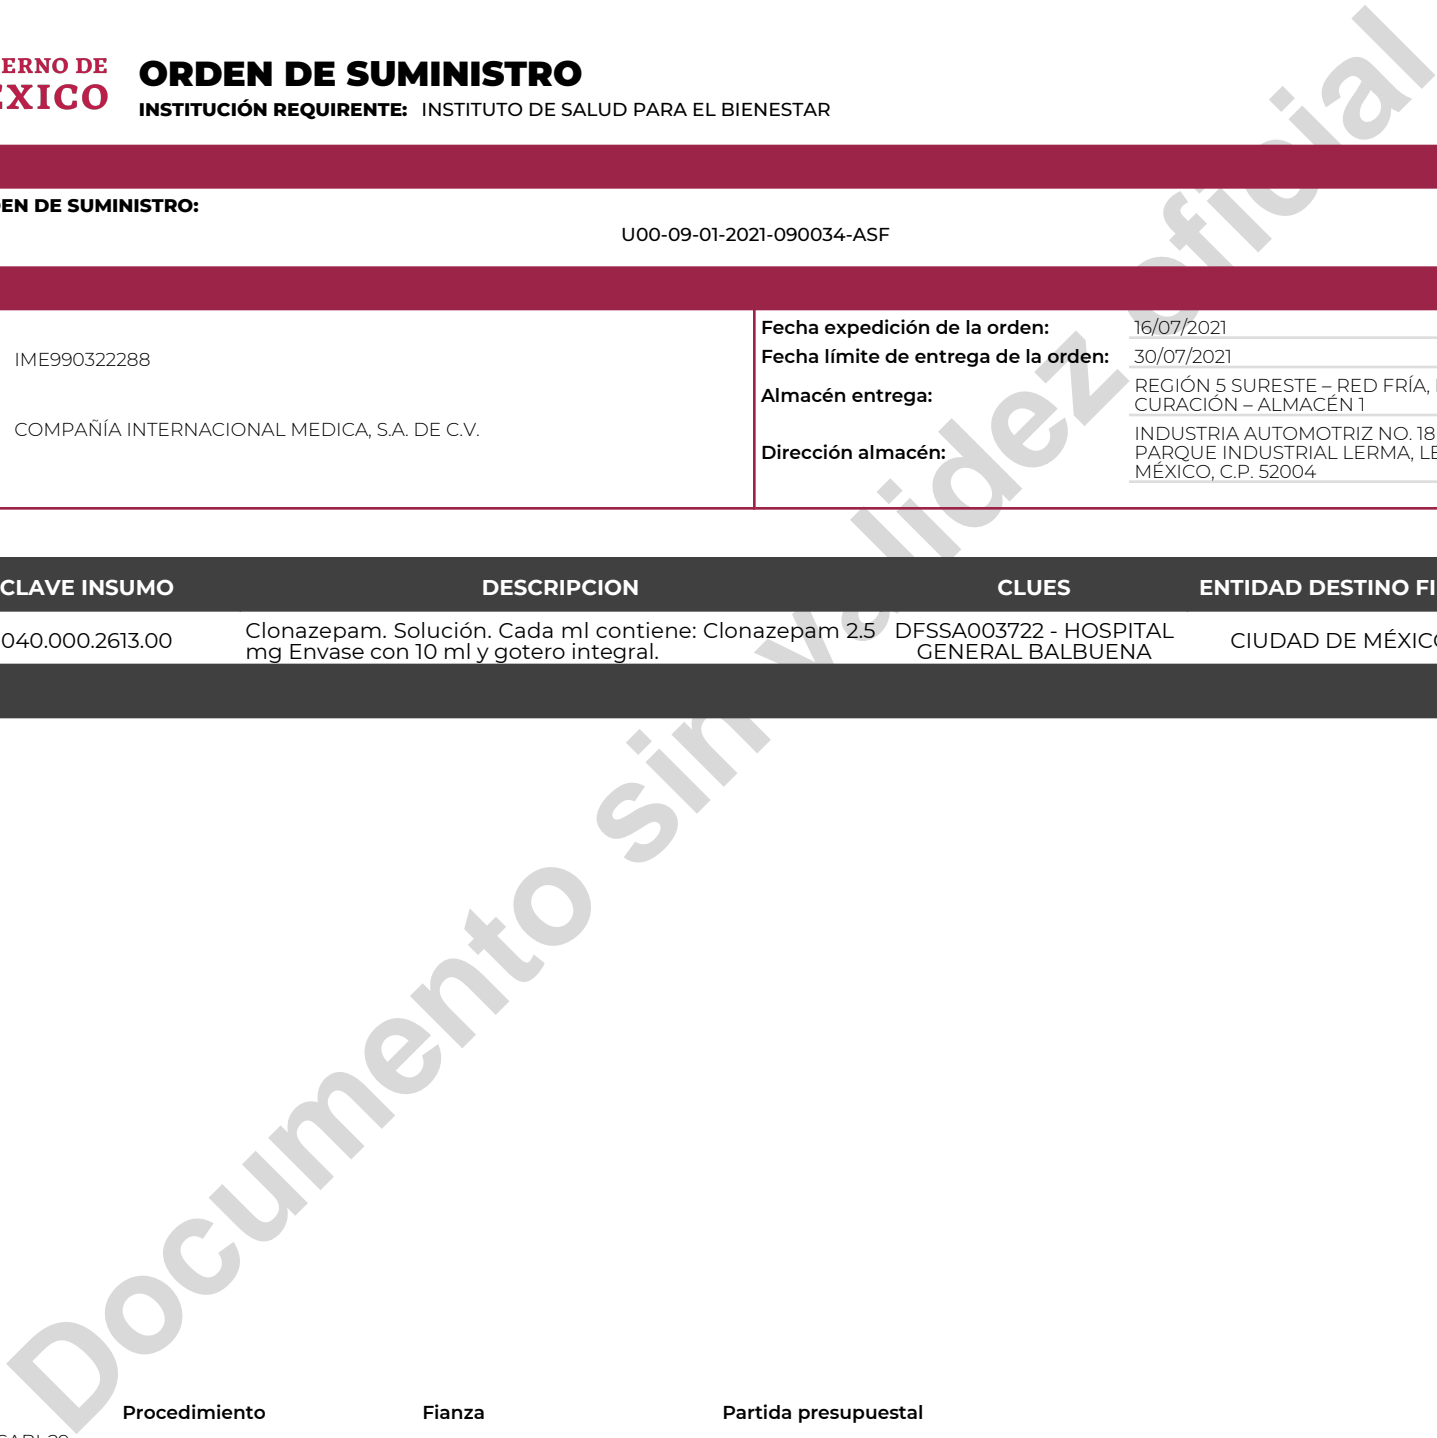 ERNO DE
ÉXICO
ORDEN DE SUMINISTRO
INSTITUCIÓN REQUIRENTE: INSTITUTO DE SALUD PARA EL BIENESTAR
EN DE SUMINISTRO:
U00-09-01-2021-090034-ASF
IME990322288
COMPAÑÍA INTERNACIONAL MEDICA, S.A. DE C.V.
Fecha expedición de la orden: 16/07/2021
Fecha límite de entrega de la orden: 30/07/2021
Almacén entrega: REGIÓN 5 SURESTE – RED FRÍA,
CURACIÓN – ALMACÉN 1
Dirección almacén: INDUSTRIA AUTOMOTRIZ NO. 18
PARQUE INDUSTRIAL LERMA, LE
MÉXICO, C.P. 52004
CLAVE INSUMO DESCRIPCION CLUES ENTIDAD DESTINO FI
040.000.2613.00 Clonazepam. Solución. Cada ml contiene: Clonazepam 2.5 DFSSA003722 - HOSPITAL CIUDAD DE MÉXICO
mg Envase con 10 ml y gotero integral. GENERAL BALBUENA
Documento sin validez oficial
Procedimiento Fianza Partida presupuestal